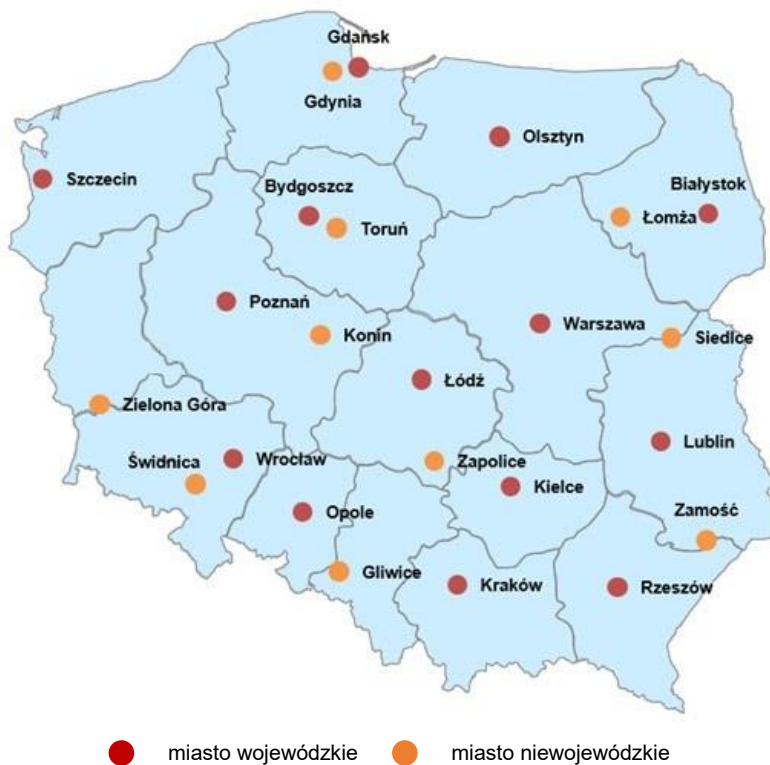 Gdańsk
Gdynia
Olsztyn
Szczecin
Bydgoszcz
Białystok
Toruń
Łomża
Poznań
Konin
Warszawa
Siedlce
Łódź
Zielona Góra
Lublin
Świdnica
Wrocław
Zapolice
Kielce
Opole
Zamość
Gliwice
Kraków
Rzeszów
miasto wojewódzkie miasto niewojewódzkie